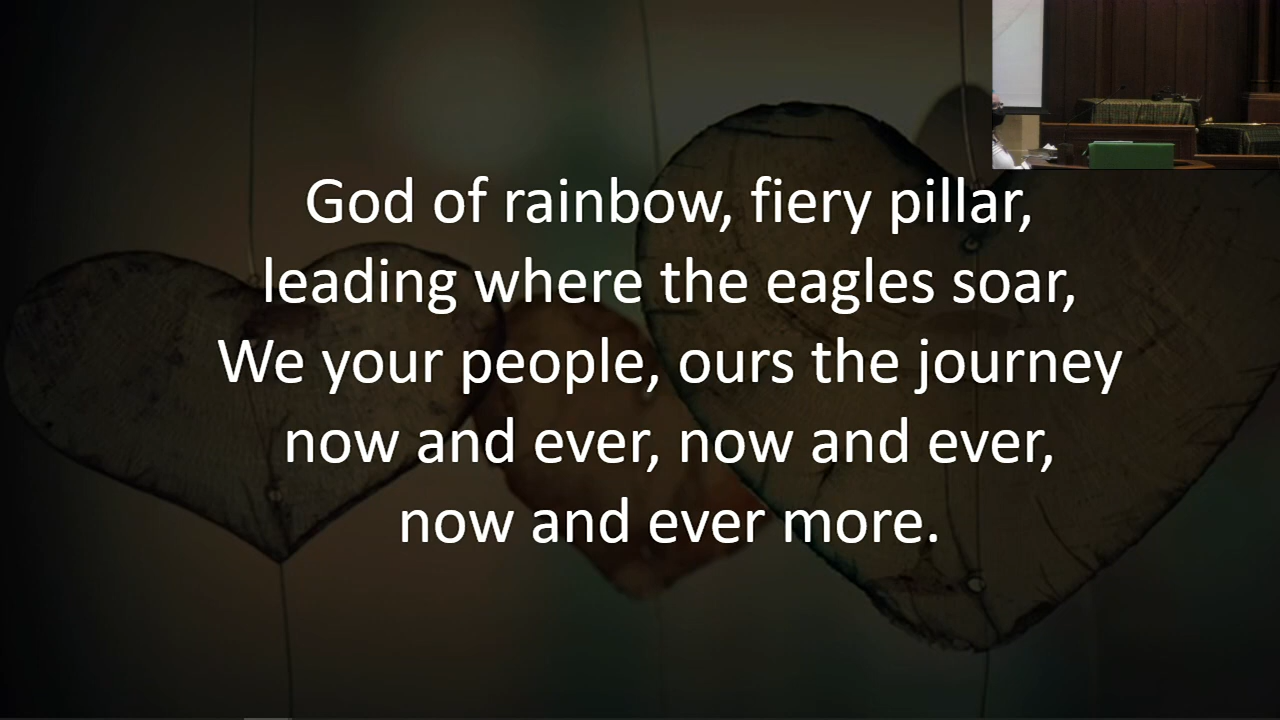 God of rainbow, fiery pillar,
leading where the eagles soar,
We your people, ours the journey
now and ever, now and ever,
now and ever more.